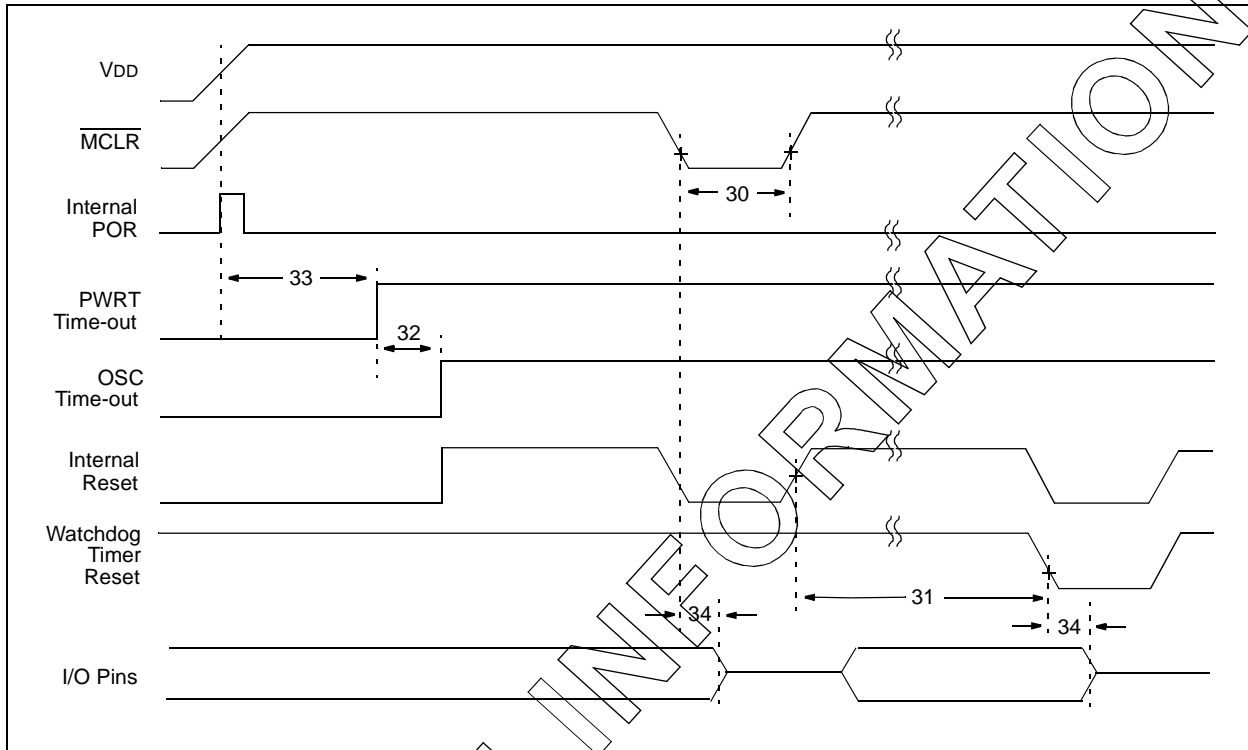 VDD
MCLR
30
Internal
POR
33
PWRT
Time-out
32
OSC
Time-out
Internal
Reset
Watchdog
Timer
Reset
31
34
34
I/O Pins
INFORMATION